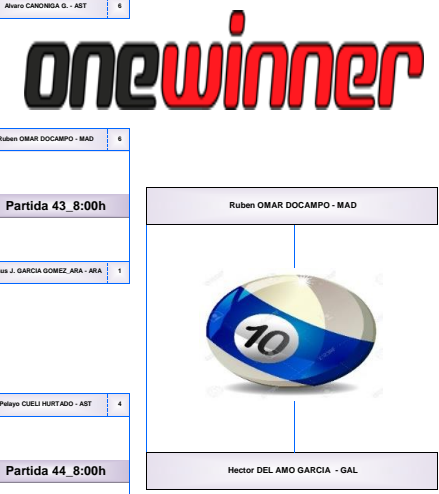 Alvaro CANONIGA G. - AST 6
onewinner
Ruben OMAR DOCAMPO - MAD 6
Partida 43_8:00h
Ruben OMAR DOCAMPO - MAD
us J. GARCIA GOMEZ_ARA - ARA 1
10
Pelayo CUELI HURTADO - AST 4
Partida 44_8:00h
Hector DEL AMO GARCIA - GAL